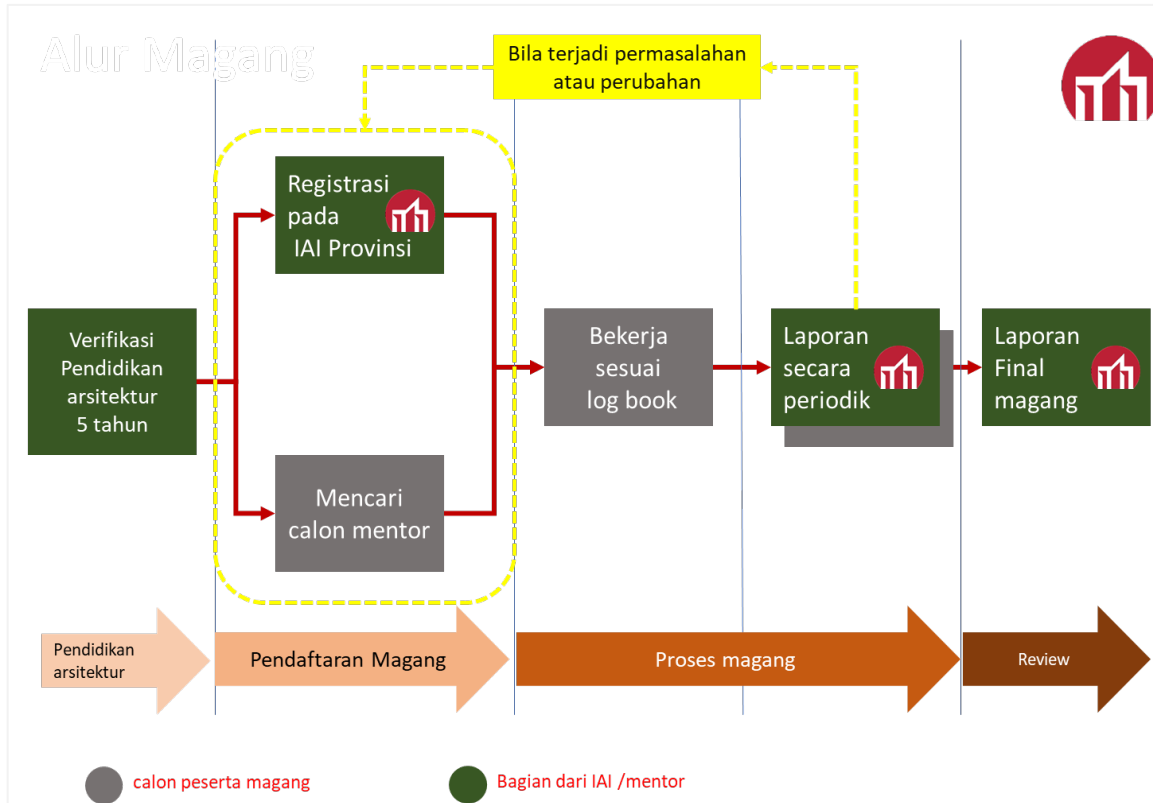 Alur Magang
Bila terjadi permasalahan
atau perubahan
Registrasi
pada
IAI Provinsi
Verifikasi
Pendidikan
arsitektur
5 tahun
Mencari
calon mentor
Bekerja
sesuai
log book
Laporan
secara
periodik
Laporan
Final
magang
Pendidikan
arsitektur
Pendaftaran Magang
Proses magang
Review
calon peserta magang
Bagian dari IAI /mentor